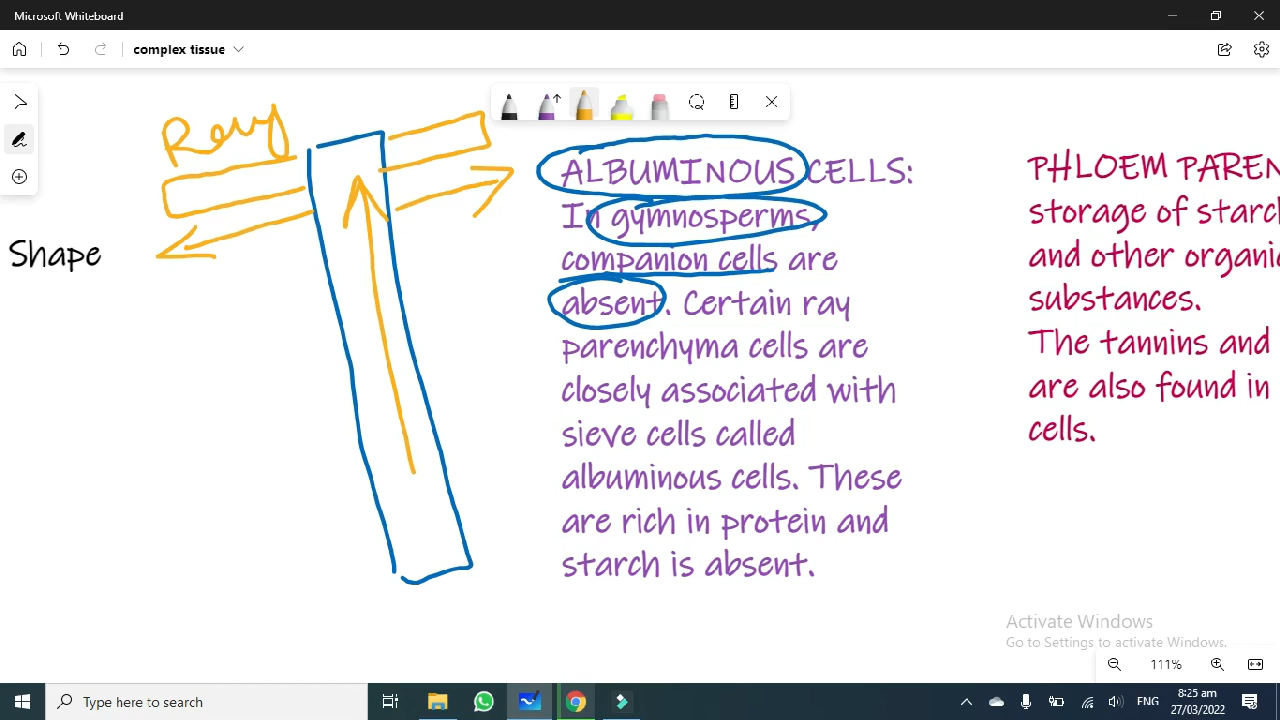 Microsoft Whiteboard
complex tissue
Ray
Shape
ALBUMINOUS CELLS:
In gymnosperms,
companion cells are
absent. Certain ray
parenchyma cells are
closely associated with
sieve cells called
albuminous cells. These
are rich in protein and
starch is absent.
PHLOEM PAREN
storage of starch
and other organi
substances.
The tannins and
are also found in
cells.
Activate Windows
Go to Settings to activate Windows.
111%
Type here to search
ENG
8:25 am
27/03/2022